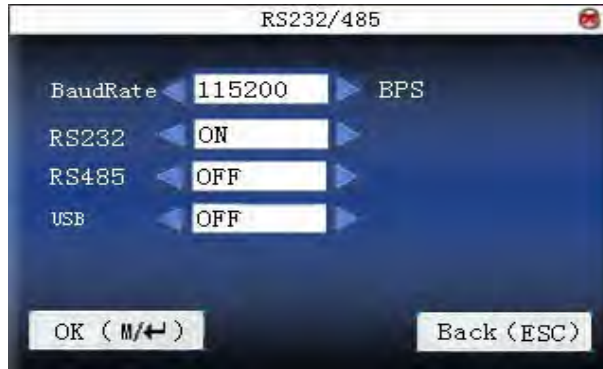 RS232/485
BaudRate 115200 BPS
RS232 ON
RS485 OFF
USB OFF
OK (M/↵) Back(ESC)